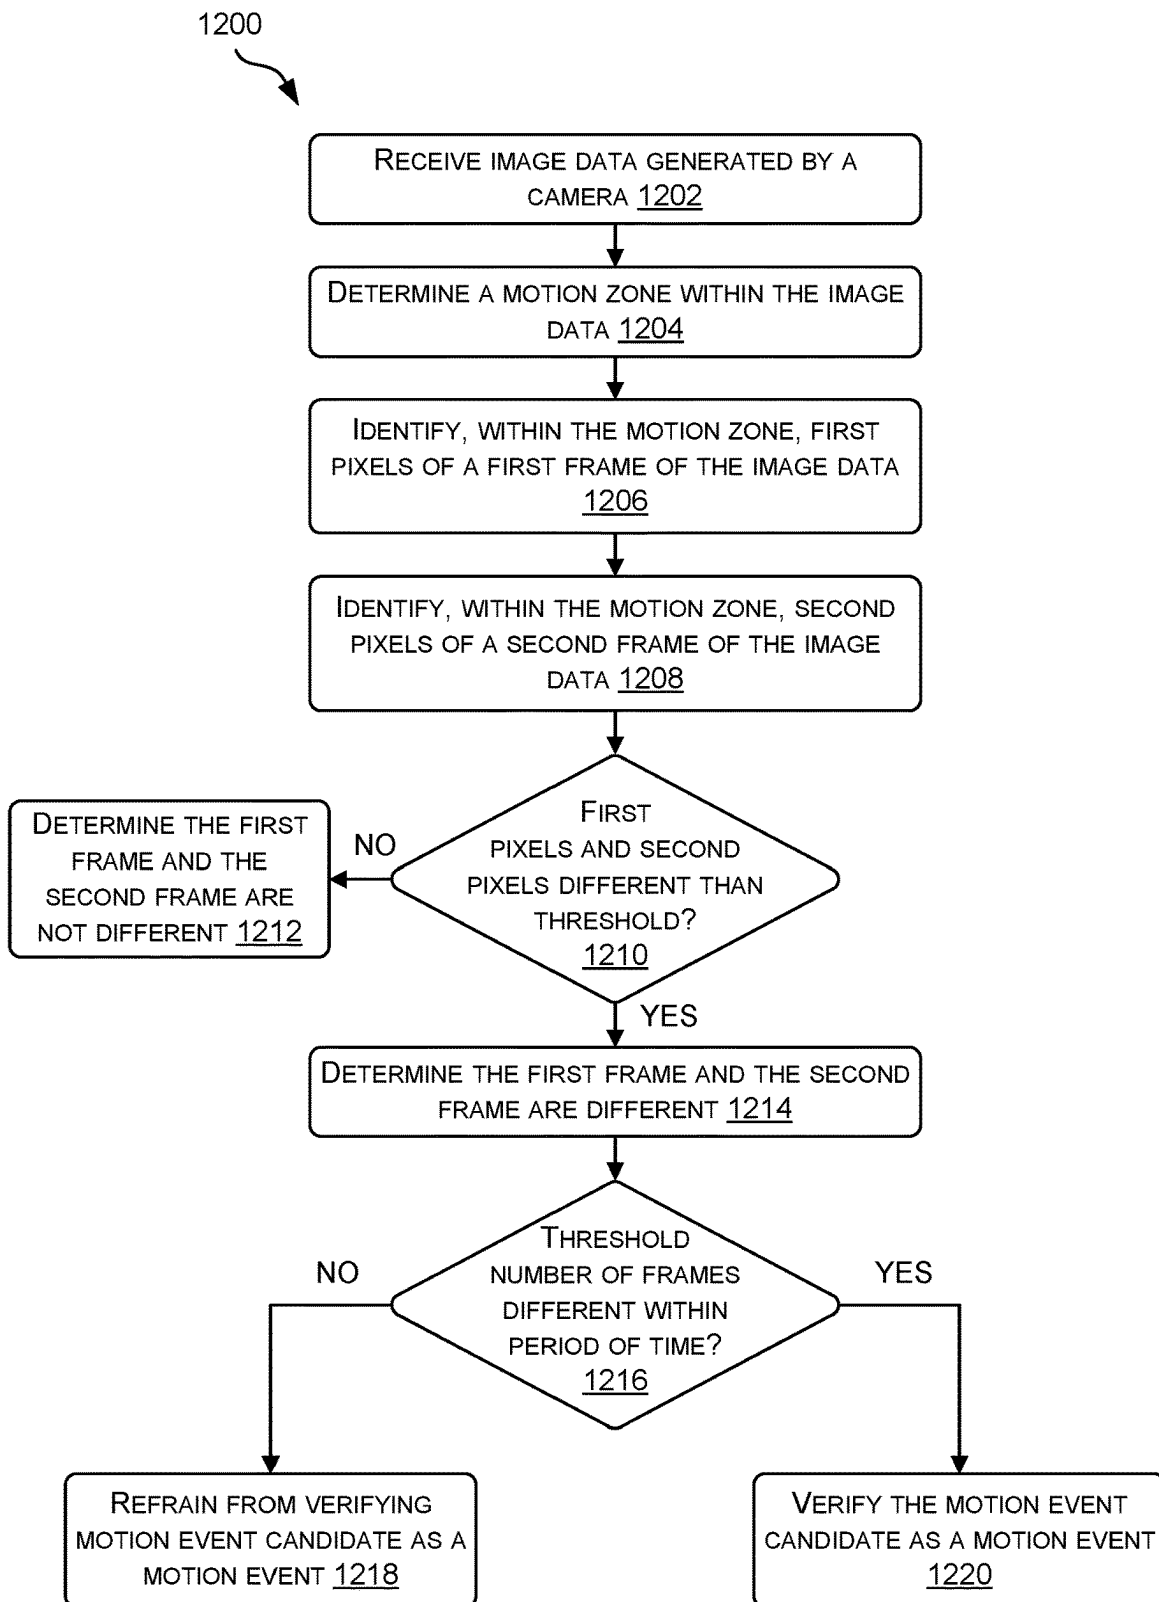 1200
RECEIVE IMAGE DATA GENERATED BY A
CAMERA 1202
DETERMINE A MOTION ZONE WITHIN THE IMAGE
DATA 1204
IDENTIFY, WITHIN THE MOTION ZONE, FIRST
PIXELS OF A FIRST FRAME OF THE IMAGE DATA
1206
IDENTIFY, WITHIN THE MOTION ZONE, SECOND
PIXELS OF A SECOND FRAME OF THE IMAGE
DATA 1208
FIRST
PIXELS AND SECOND
PIXELS DIFFERENT THAN
THRESHOLD?
1210
NO
DETERMINE THE FIRST
FRAME AND THE
SECOND FRAME ARE
NOT DIFFERENT 1212
YES
DETERMINE THE FIRST FRAME AND THE SECOND
FRAME ARE DIFFERENT 1214
THRESHOLD
NUMBER OF FRAMES
DIFFERENT WITHIN
PERIOD OF TIME?
1216
NO
YES
REFRAIN FROM VERIFYING
MOTION EVENT CANDIDATE AS A
MOTION EVENT 1218
VERIFY THE MOTION EVENT
CANDIDATE AS A MOTION EVENT
1220